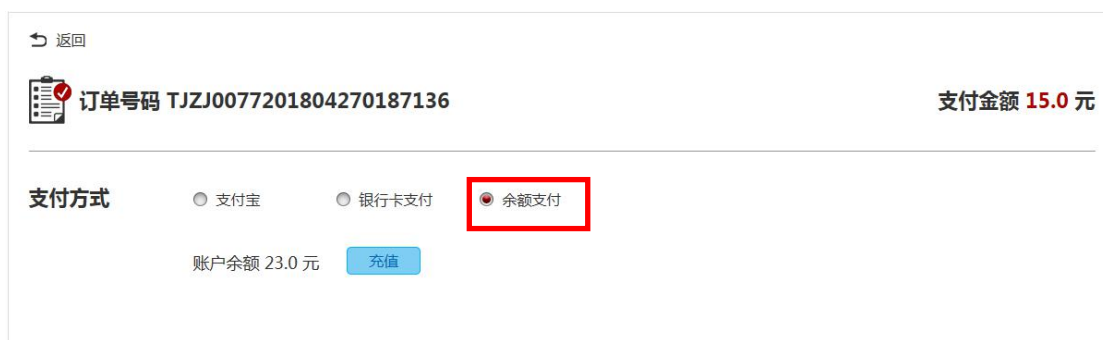 返回
订单号码 TJZJ0077201804270187136 支付金额 15.0 元
支付方式 支付宝 银行卡支付 余额支付
账户余额 23.0 元 充值